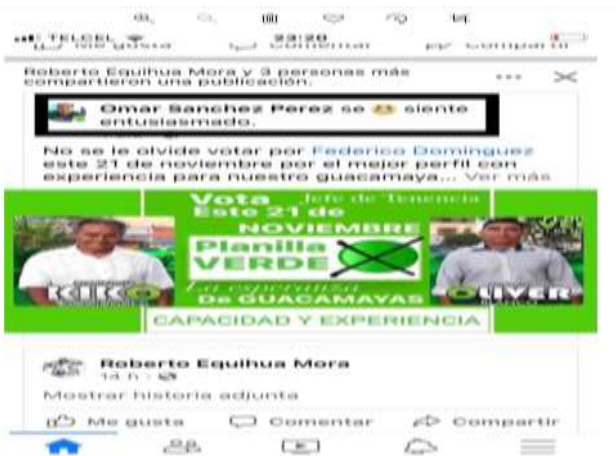 TELCEL 23:20
Me gusta Comentar Compartir
Roberto Equihua Mora y 3 personas más
compartieron una publicación.
Omar Sanchez Perez se siente
entusiasmado.
No se le olvide votar por Federico Dominguez
este 21 de noviembre por el mejor perfil con
experiencia para nuestro guacamaya... Ver más
Vota Jefe de Tenencia
Este 21 de
NOVIEMBRE
Planilla
VERDE
KIKO
OLIVER
La esperanza
De GUACAMAYAS
CAPACIDAD Y EXPERIENCIA
Roberto Equihua Mora
14 h
Mostrar historia adjunta
Me gusta Comentar Compartir